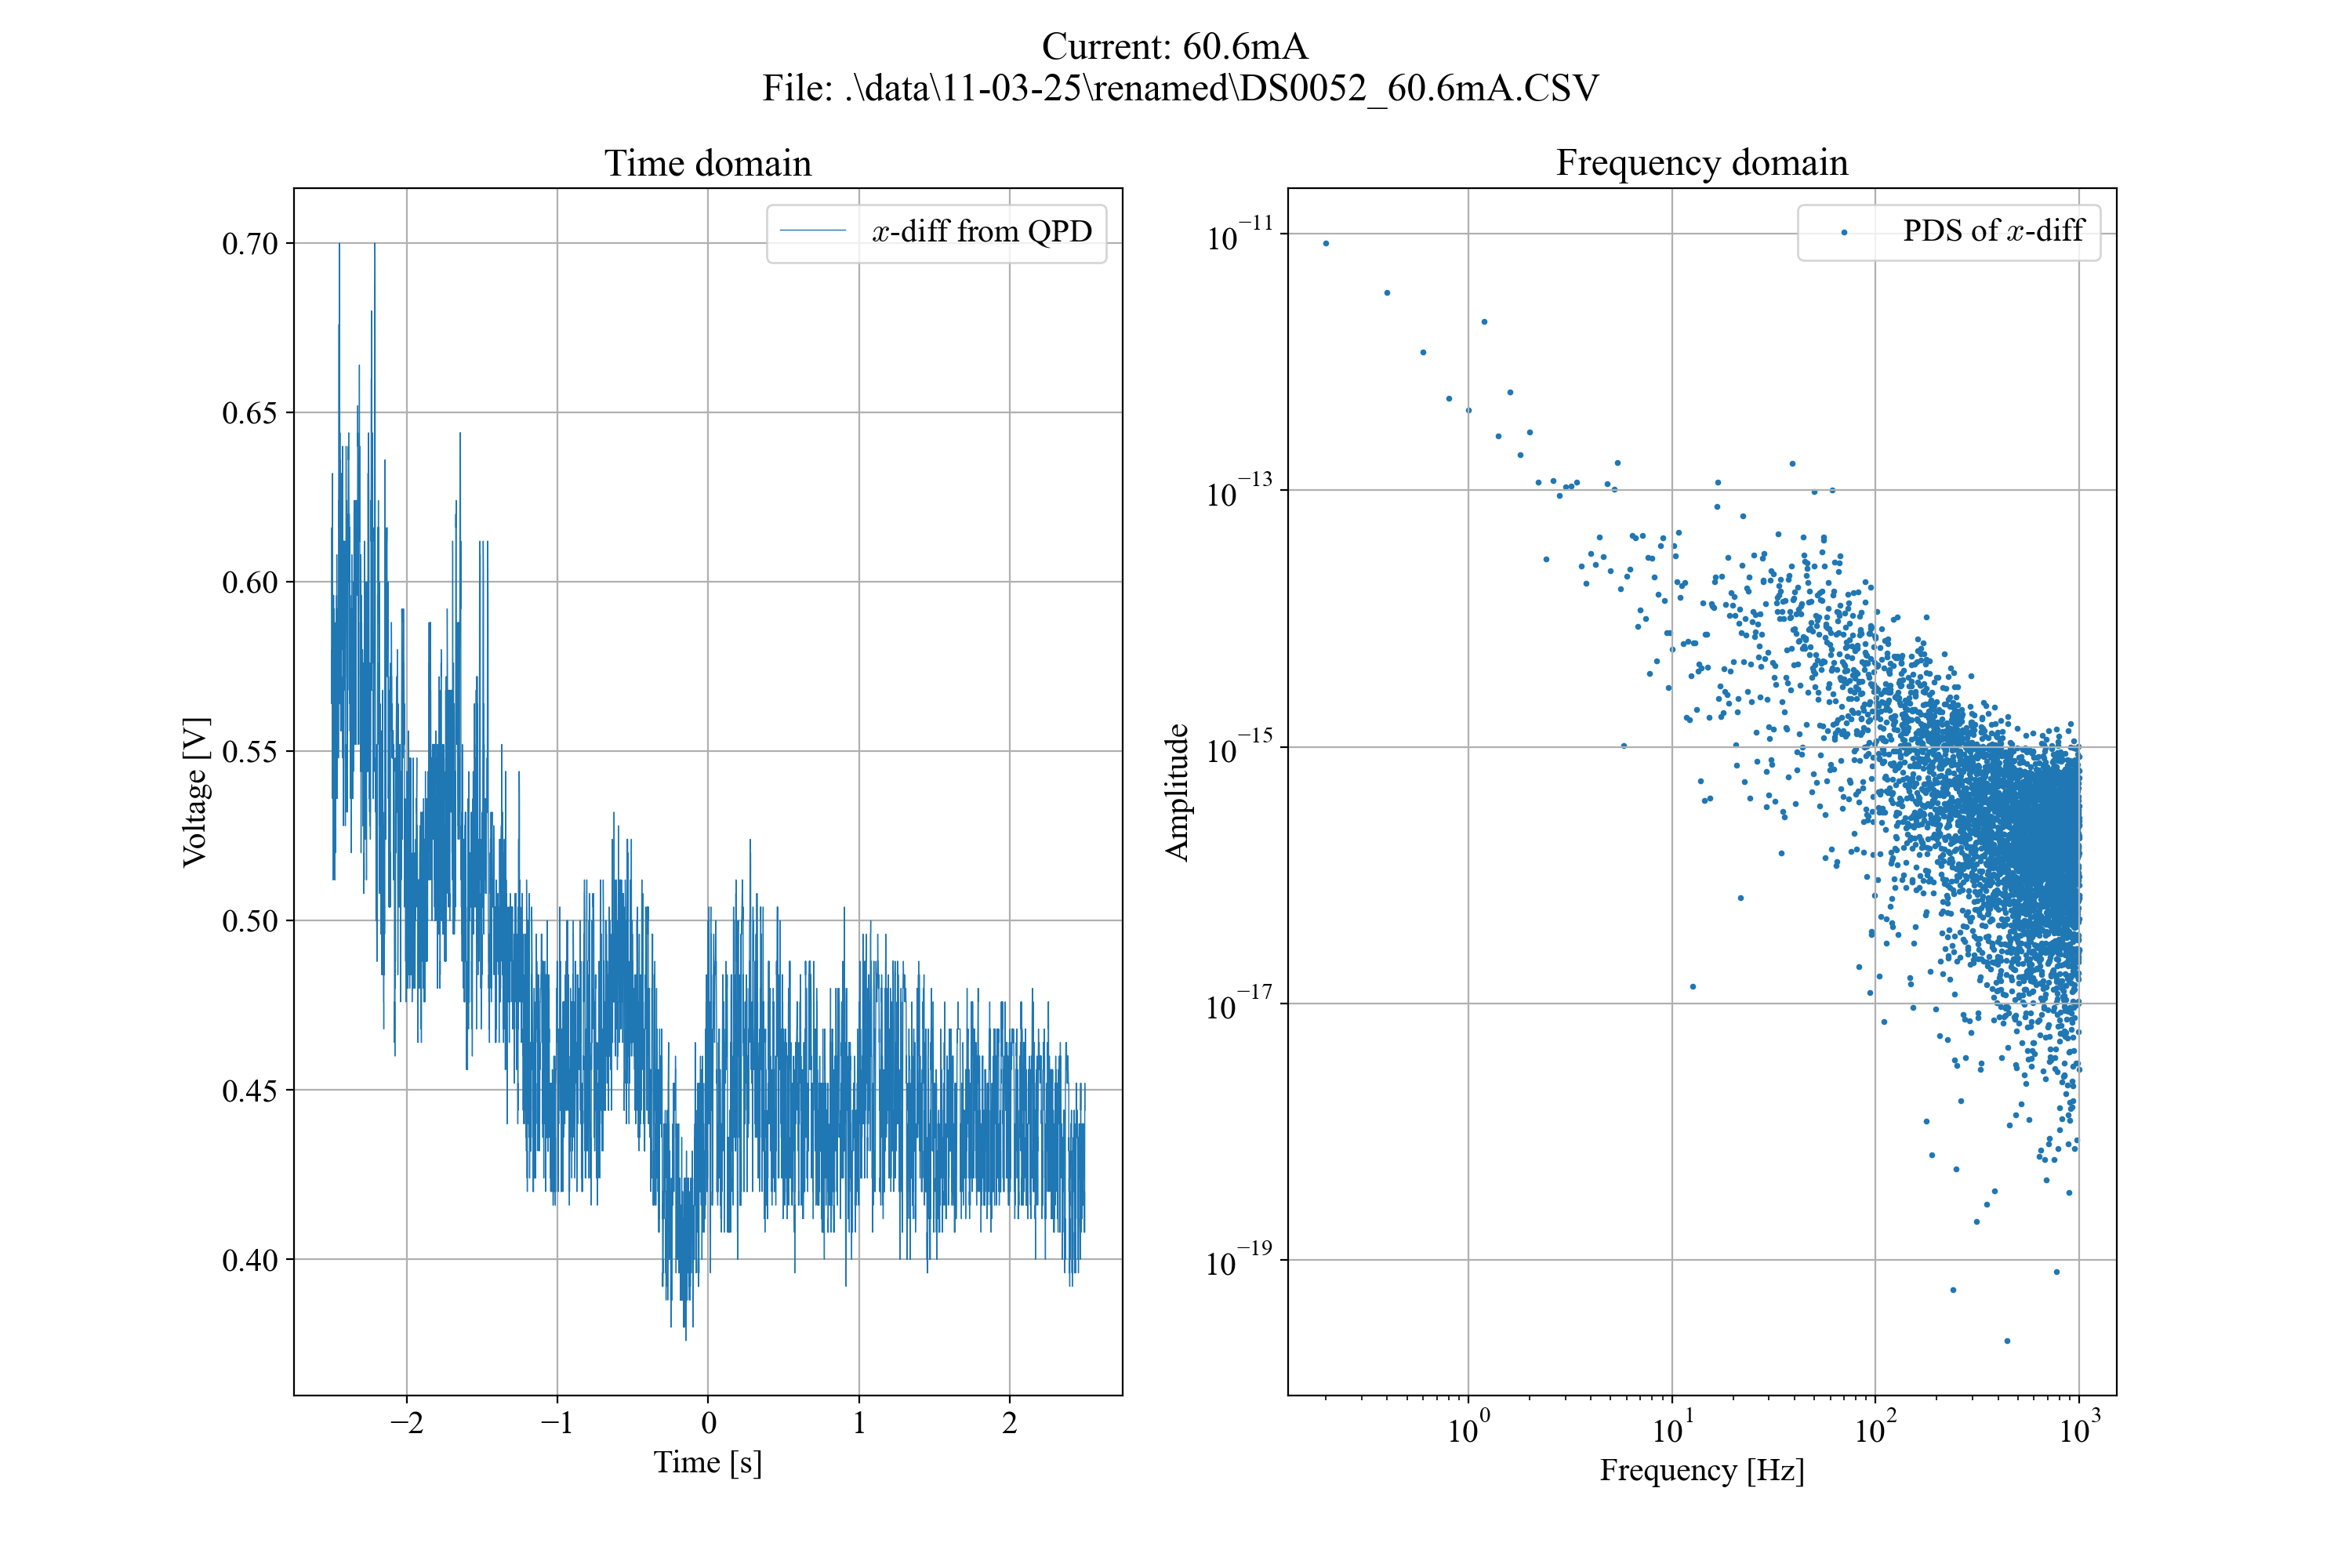 Current: 60.6mA
File: .\data\11-03-25\renamed\DS0052_60.6mA.CSV
Time domain
x-diff from QPD
0.70
0.65
0.60
0.55
0.50
0.45
0.40
Voltage [V]
−2
−1
0
1
2
Time [s]
Frequency domain
PDS of x-diff
10⁻¹¹
10⁻¹³
10⁻¹⁵
10⁻¹⁷
10⁻¹⁹
Amplitude
10⁰
10¹
10²
10³
Frequency [Hz]